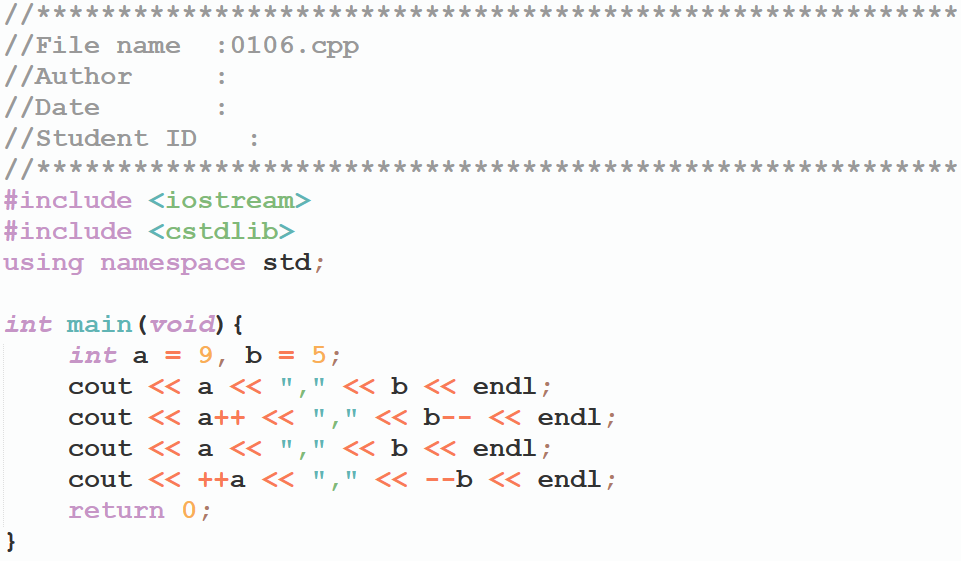 //*********************************************************
//File name  :0106.cpp
//Author     :
//Date       :
//Student ID   :
//*********************************************************
#include <iostream>
#include <cstdlib>
using namespace std;

int main(void){
    int a = 9, b = 5;
    cout << a << "," << b << endl;
    cout << a++ << "," << b-- << endl;
    cout << a << "," << b << endl;
    cout << ++a << "," << --b << endl;
    return 0;
}